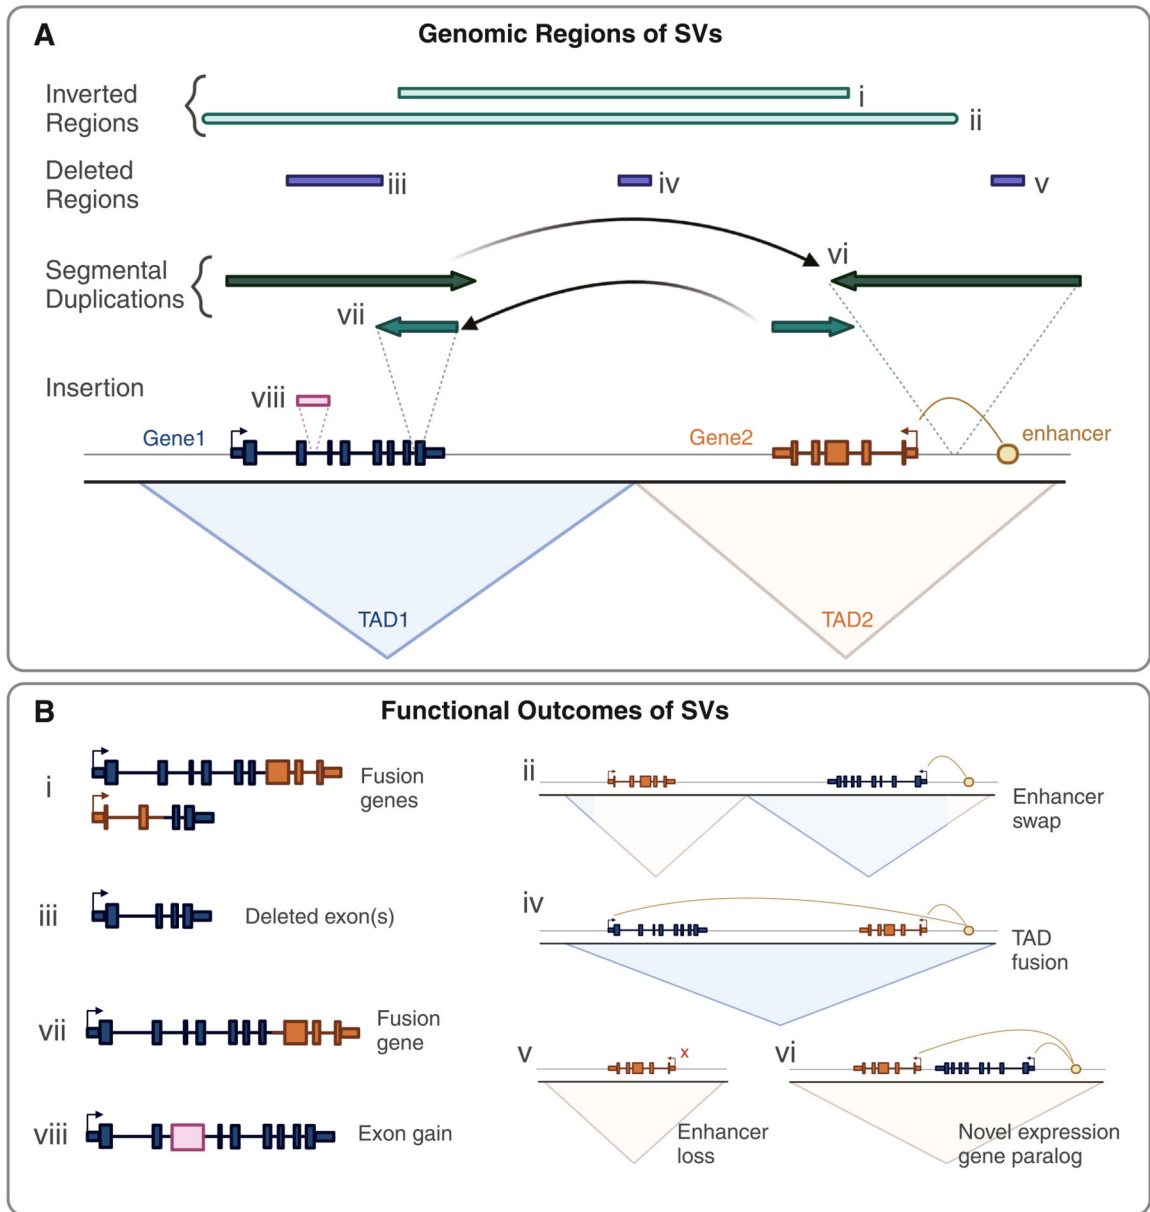 A
Genomic Regions of SVs
Inverted
Regions
i
ii
Deleted
Regions
iii
iv
v
Segmental
Duplications
vi
vii
Insertion
viii
Gene1
Gene2
enhancer
TAD1
TAD2
B
Functional Outcomes of SVs
i
Fusion
genes
iii
Deleted exon(s)
vii
Fusion
gene
viii
Exon gain
ii
Enhancer
swap
iv
TAD
fusion
v
x
Enhancer
loss
vi
Novel expression
gene paralog